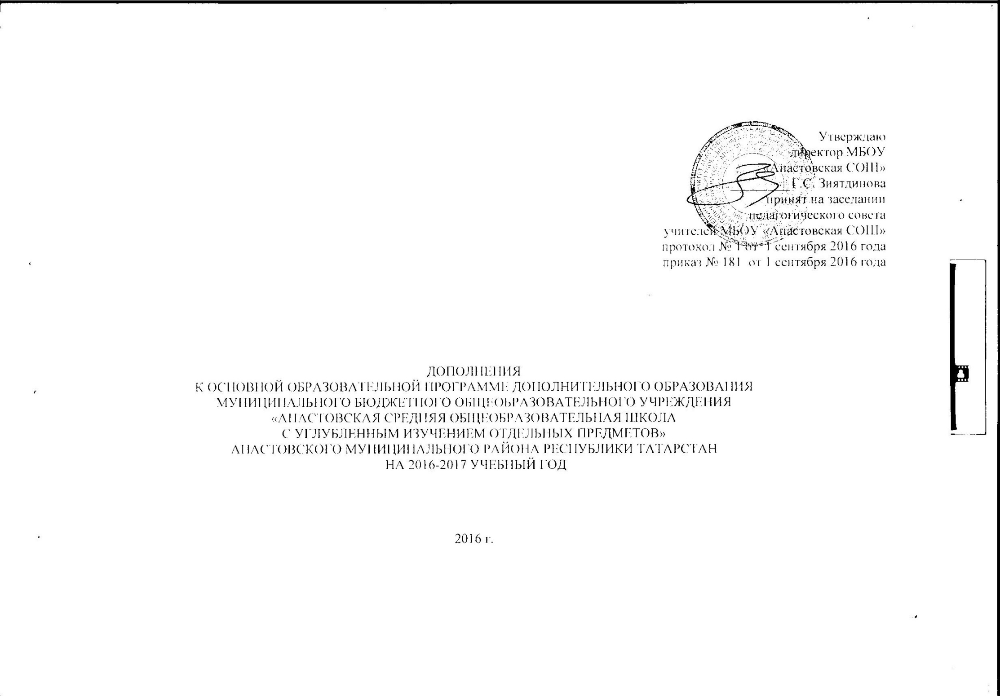 Утверждаю
директор МБОУ
«Апастовская СОШ»
Г.С. Зиятдинова
принят на заседании
педагогического совета
учителей МБОУ «Апастовская СОШ»
протокол № 1 от 1 сентября 2016 года
приказ № 181 от 1 сентября 2016 года
ДОПОЛНЕНИЯ
К ОСНОВНОЙ ОБРАЗОВАТЕЛЬНОЙ ПРОГРАММЕ ДОПОЛНИТЕЛЬНОГО ОБРАЗОВАНИЯ
МУНИЦИПАЛЬНОГО БЮДЖЕТНОГО ОБЩЕОБРАЗОВАТЕЛЬНОГО УЧРЕЖДЕНИЯ
«АПАСТОВСКАЯ СРЕДНЯЯ ОБЩЕОБРАЗОВАТЕЛЬНАЯ ШКОЛА
С УГЛУБЛЕННЫМ ИЗУЧЕНИЕМ ОТДЕЛЬНЫХ ПРЕДМЕТОВ»
АПАСТОВСКОГО МУНИЦИПАЛЬНОГО РАЙОНА РЕСПУБЛИКИ ТАТАРСТАН
НА 2016-2017 УЧЕБНЫЙ ГОД
2016 г.